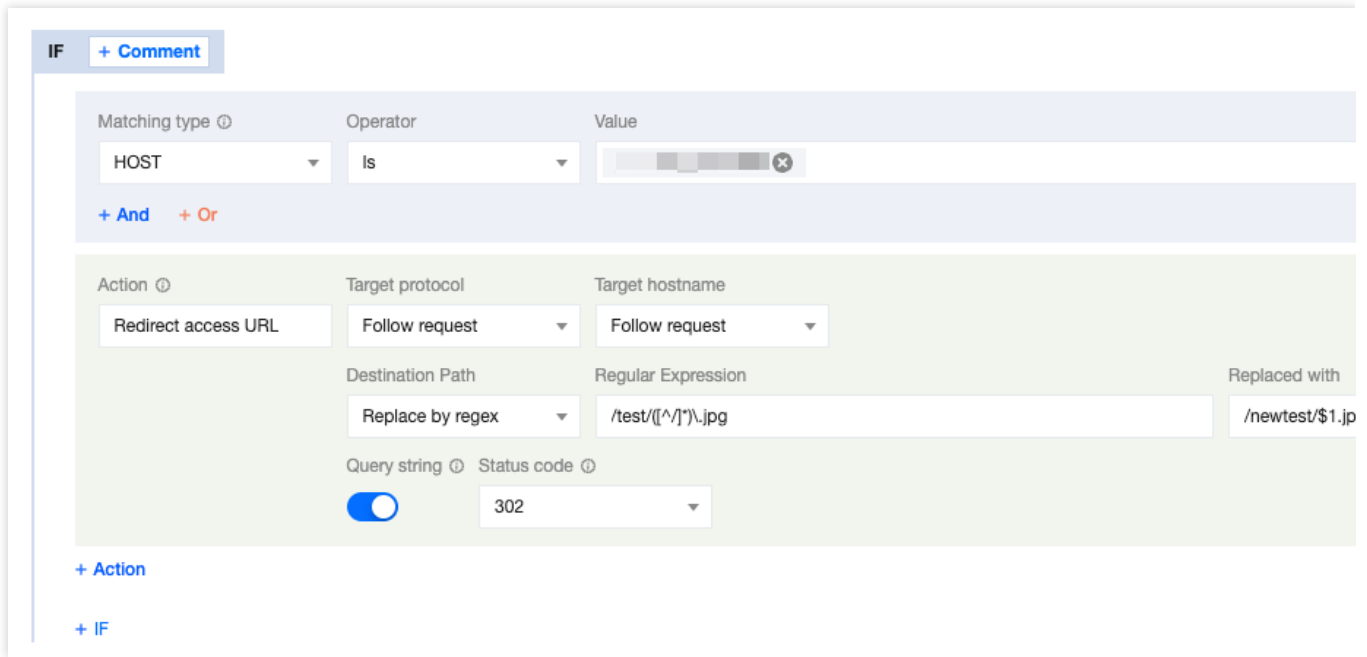 IF + Comment
Matching type Operator Value
HOST Is
+ And + Or
Action Target protocol Target hostname
Redirect access URL Follow request Follow request
Destination Path Regular Expression Replaced with
Replace by regex /test/([^/]*)\.jpg /newtest/$1.jp
Query string Status code
302
+ Action
+ IF